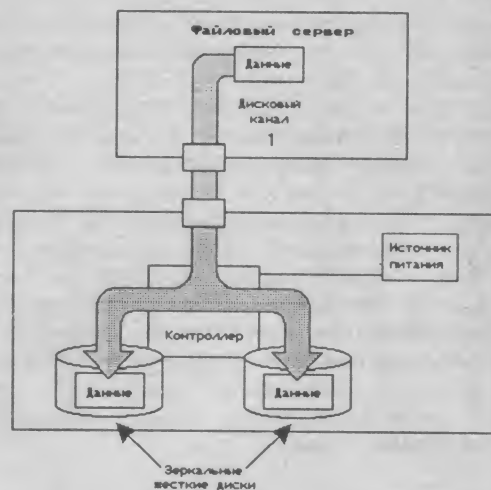 Файловый сервер
Данные
Дисковый
канал
1
Источник
питания
Контроллер
Данные
Данные
Зеркальные
жесткие диски